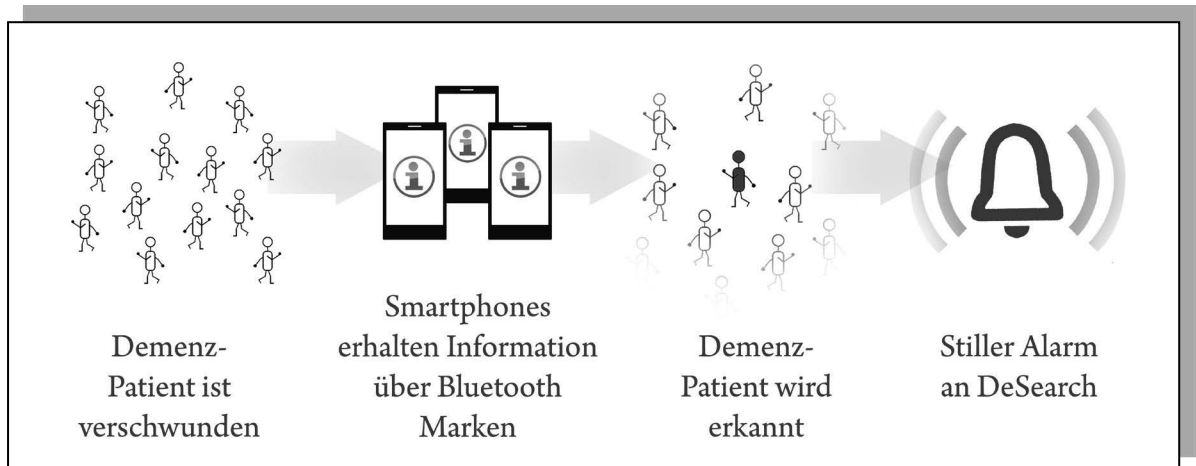 Demenz-
Patient ist
verschwunden
Smartphones
erhalten Information
über Bluetooth
Marken
Demenz-
Patient wird
erkannt
Stiller Alarm
an DeSearch